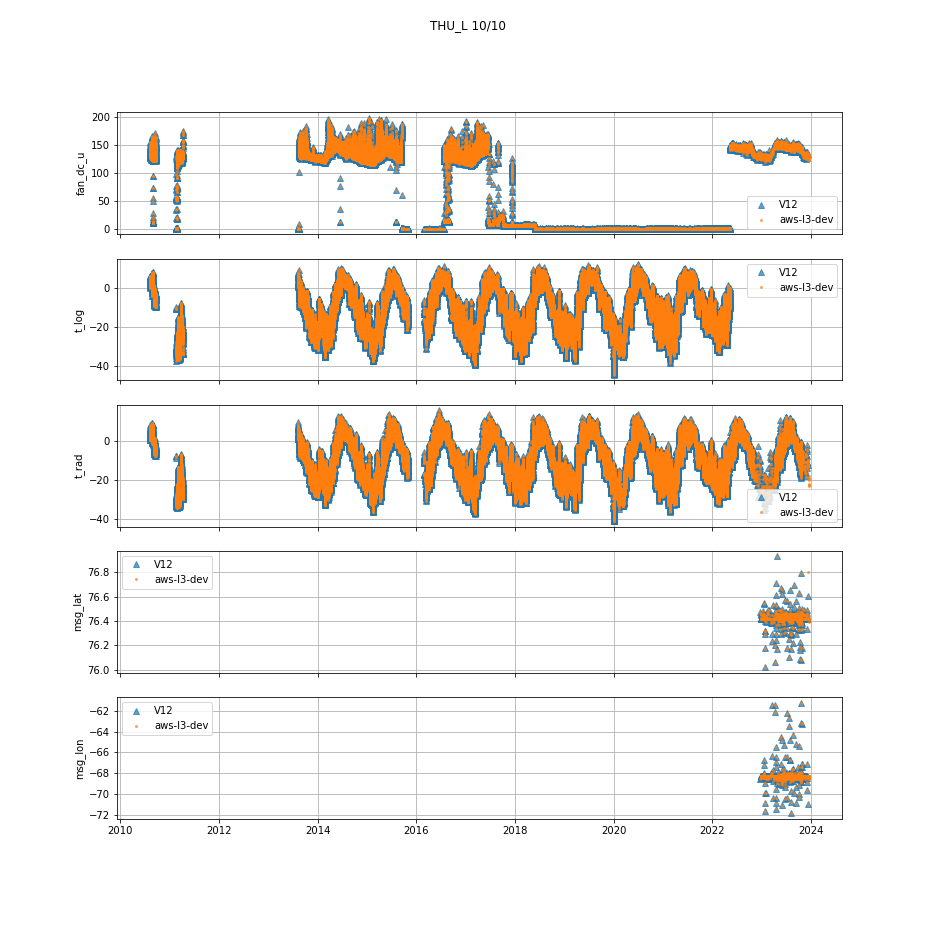 THU_L 10/10
fan_dc_u
200
150
100
50
0
V12
aws-l3-dev
t_log
0
−20
−40
V12
aws-l3-dev
t_rad
0
−20
−40
V12
aws-l3-dev
msg_lat
76.8
76.6
76.4
76.2
76.0
V12
aws-l3-dev
msg_lon
−62
−64
−66
−68
−70
−72
V12
aws-l3-dev
2010 2012 2014 2016 2018 2020 2022 2024